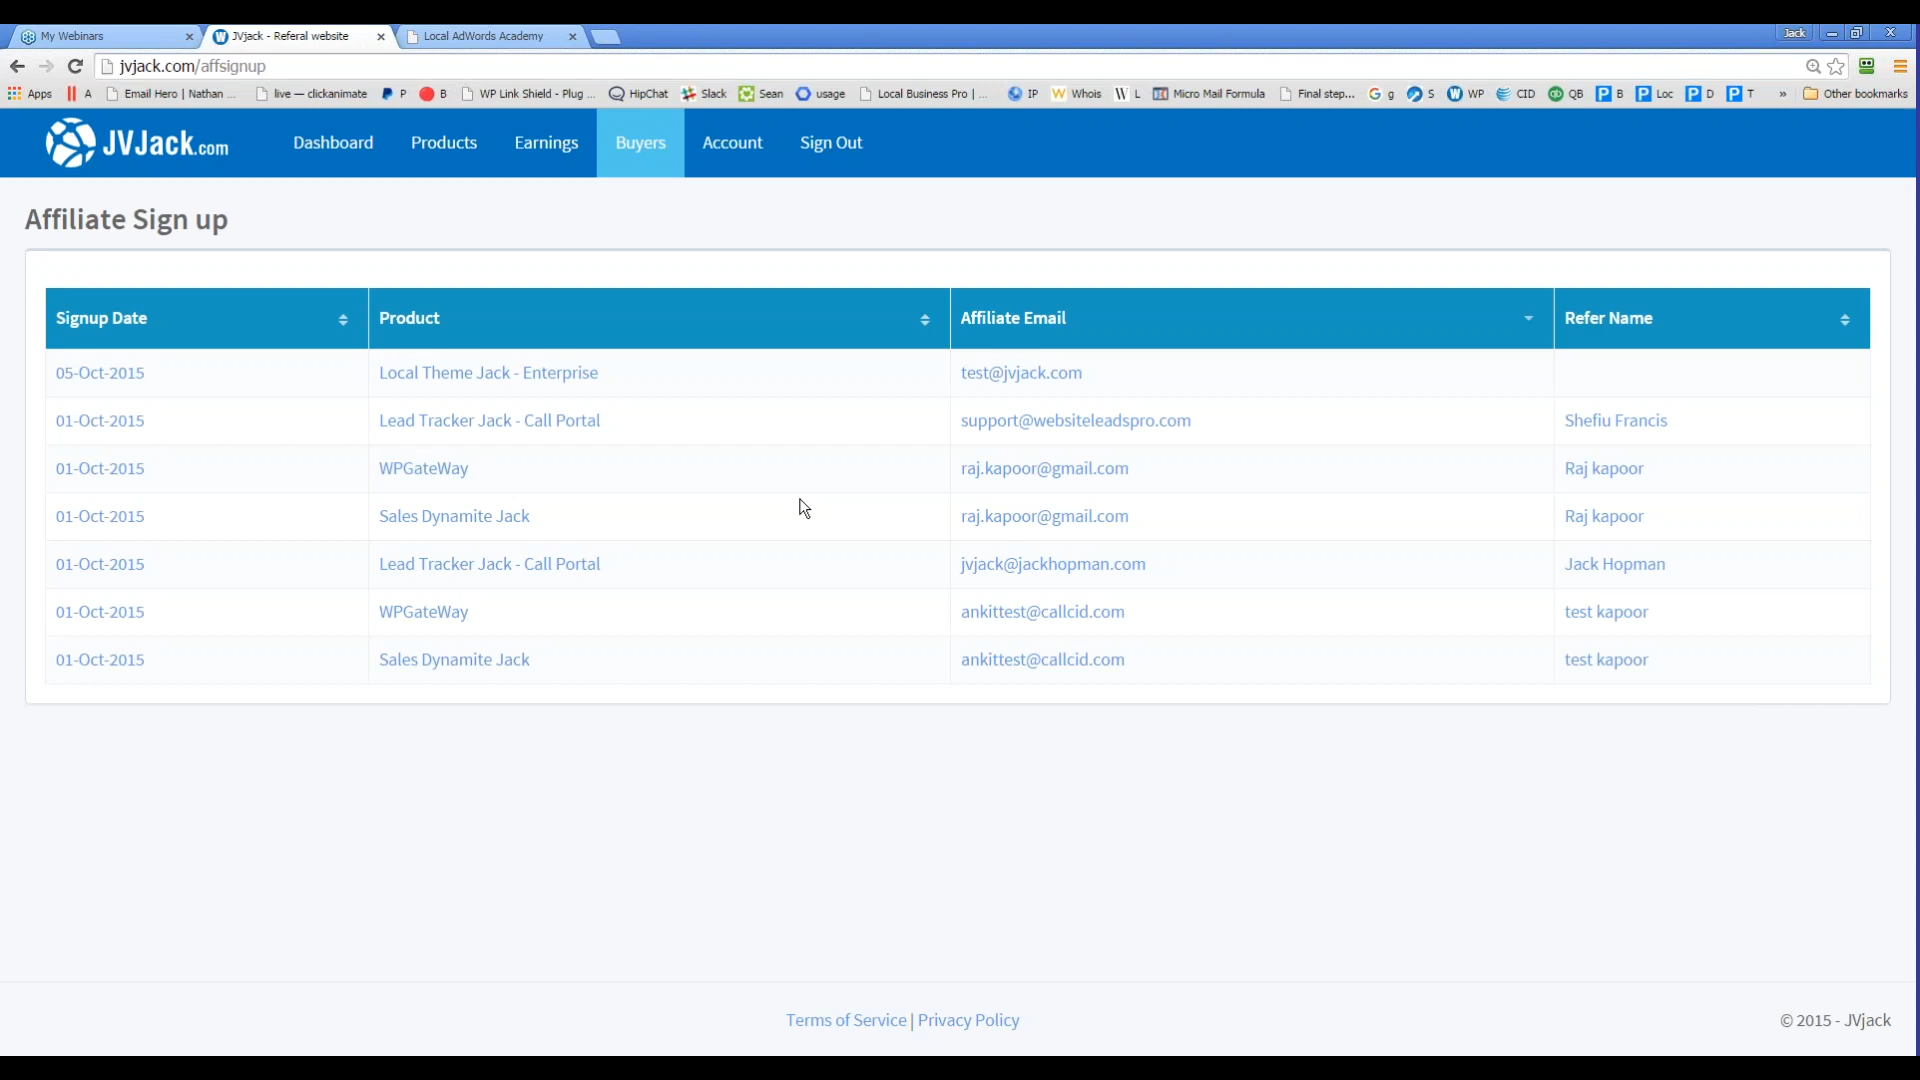 My Webinars
JVjack - Referal website
Local AdWords Academy
Jack
jvjack.com/affsignup
Apps
A
Email Hero | Nathan ...
live — clickanimate
P
B
WP Link Shield - Plug ...
HipChat
Slack
Sean
usage
Local Business Pro | ...
IP
Whois
L
Micro Mail Formula
Final step...
g
S
WP
CID
QB
B
Loc
D
T
»
Other bookmarks
JVJack.com
Dashboard
Products
Earnings
Buyers
Account
Sign Out
Affiliate Sign up
Signup Date Product Affiliate Email Refer Name
05-Oct-2015 Local Theme Jack - Enterprise test@jvjack.com
01-Oct-2015 Lead Tracker Jack - Call Portal support@websiteleadspro.com Shefiu Francis
01-Oct-2015 WPGateWay raj.kapoor@gmail.com Raj kapoor
01-Oct-2015 Sales Dynamite Jack raj.kapoor@gmail.com Raj kapoor
01-Oct-2015 Lead Tracker Jack - Call Portal jvjack@jackhopman.com Jack Hopman
01-Oct-2015 WPGateWay ankittest@callcid.com test kapoor
01-Oct-2015 Sales Dynamite Jack ankittest@callcid.com test kapoor
Terms of Service | Privacy Policy
© 2015 - JVjack